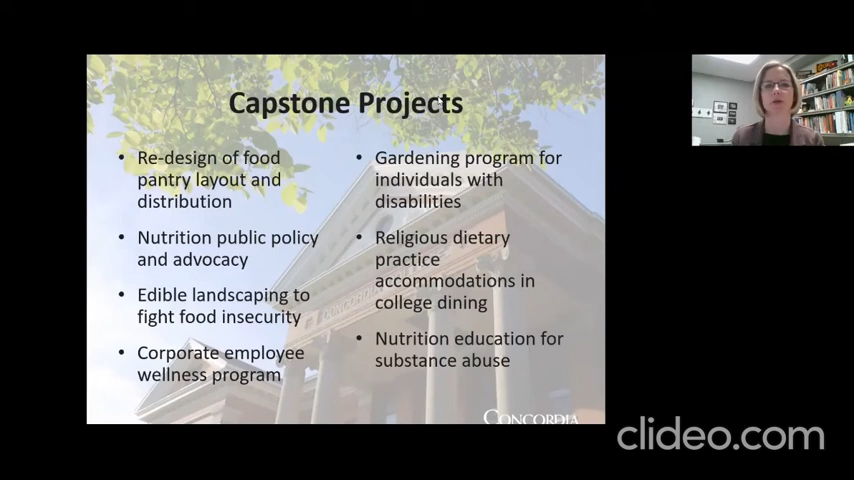 Capstone Projects
• Re-design of food
pantry layout and
distribution
• Nutrition public policy
and advocacy
• Edible landscaping to
fight food insecurity
• Corporate employee
wellness program
• Gardening program for
individuals with
disabilities
• Religious dietary
practice
accommodations in
college dining
• Nutrition education for
substance abuse
CONCORDIA
clideo.com